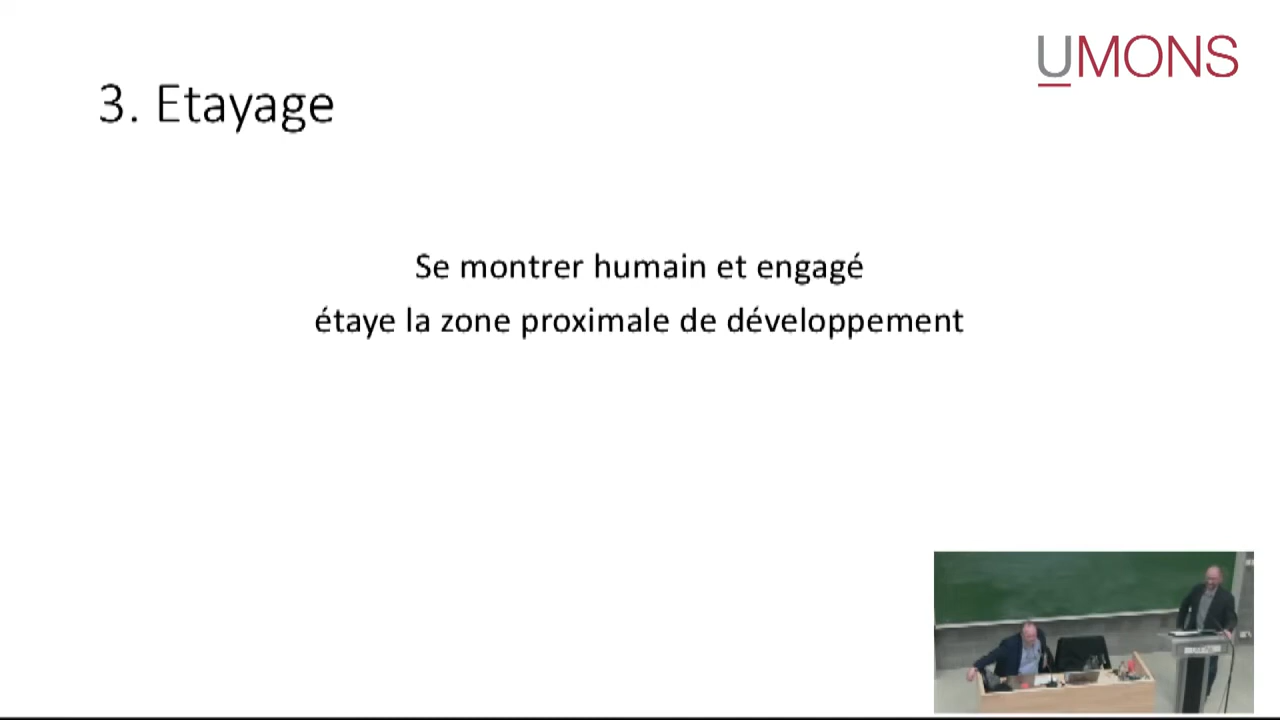 UMONS
3. Etayage
Se montrer humain et engagé
étaye la zone proximale de développement